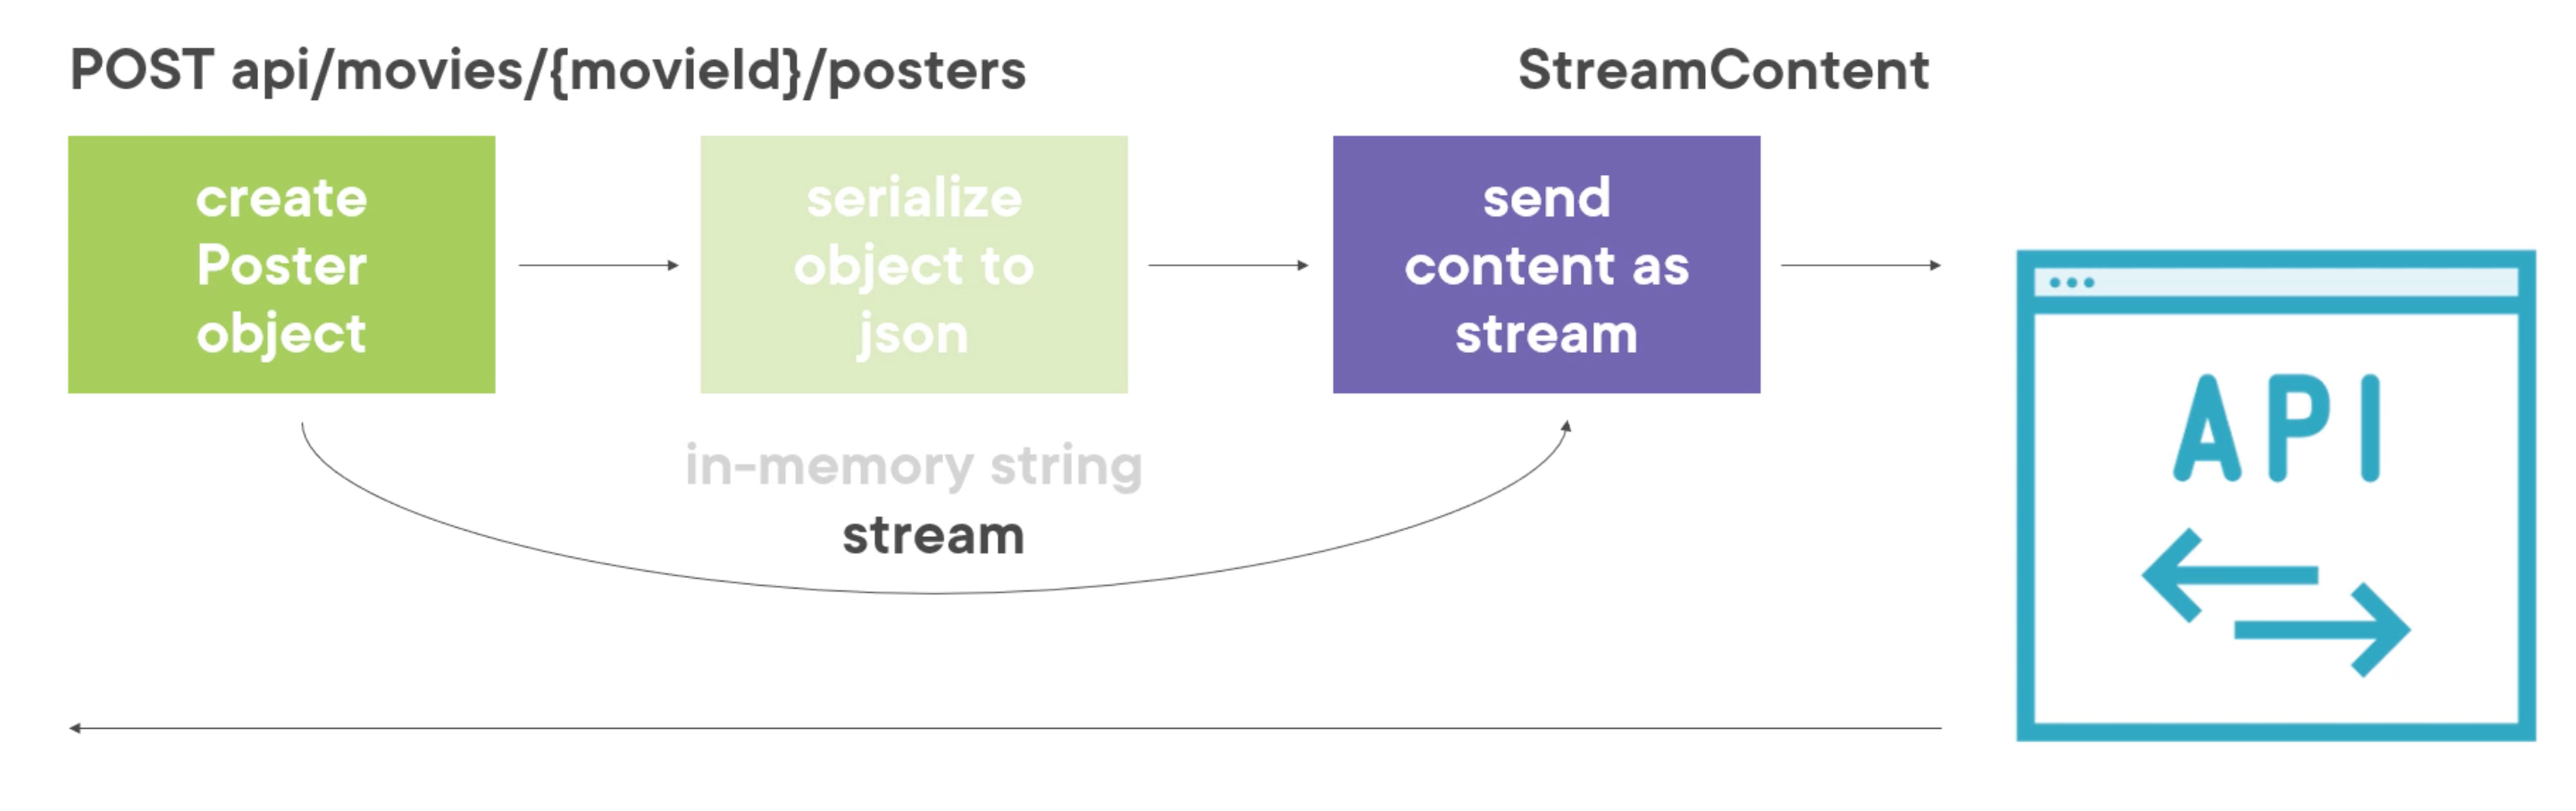 POST api/movies/{movieId}/posters
StreamContent
create
Poster
object
serialize
object to
json
send
content as
stream
in-memory string
stream
API